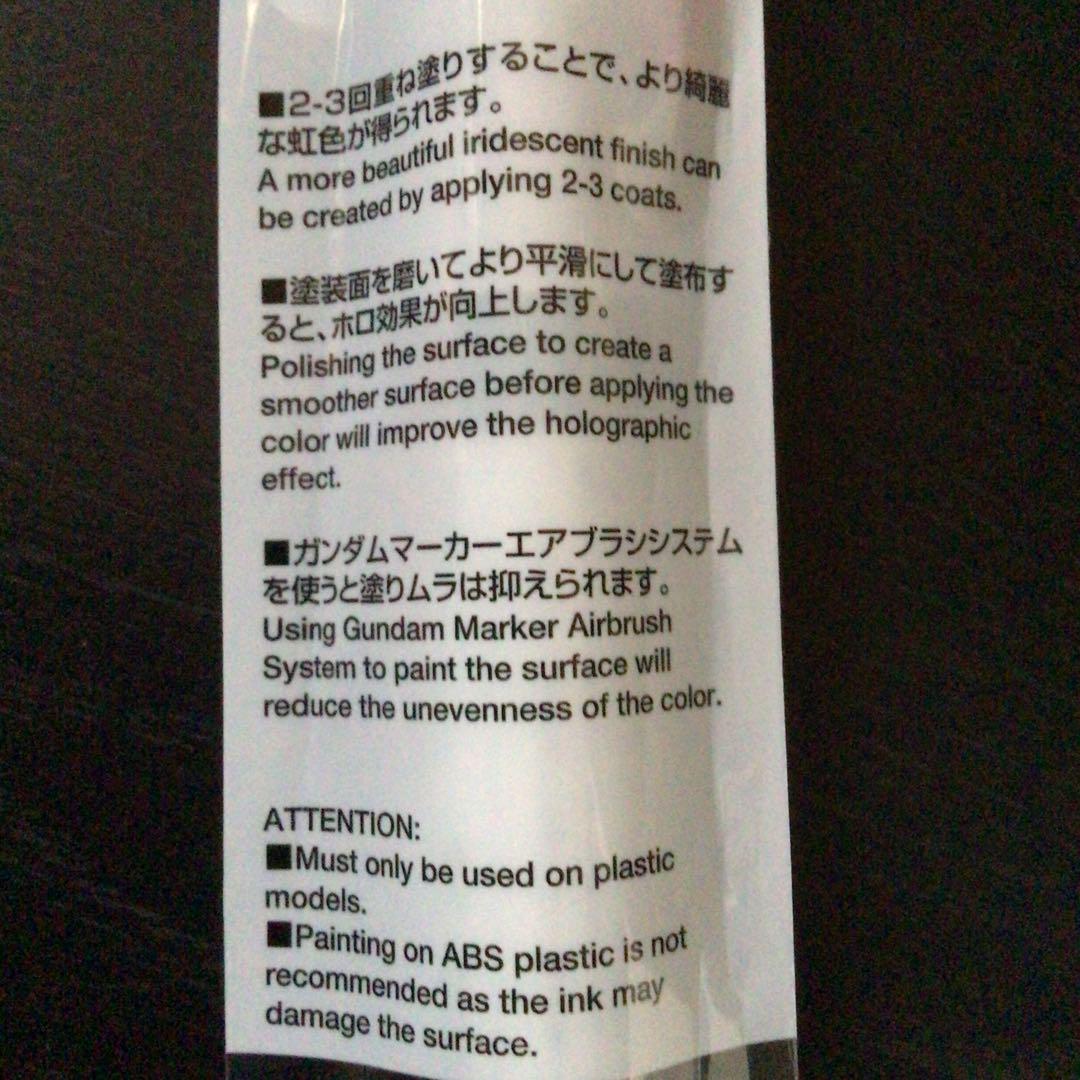 ■2-3回重ね塗りすることで、より綺麗
な虹色が得られます。
A more beautiful iridescent finish can
be created by applying 2-3 coats.
■塗装面を磨いてより平滑にして塗布す
ると、ホロ効果が向上します。
Polishing the surface to create a
smoother surface before applying the
color will improve the holographic
effect.
■ガンダムマーカーエアブラシシステム
を使うと塗りムラは抑えられます。
Using Gundam Marker Airbrush
System to paint the surface will
reduce the unevenness of the color.
ATTENTION:
■Must only be used on plastic
models.
■Painting on ABS plastic is not
recommended as the ink may
damage the surface.